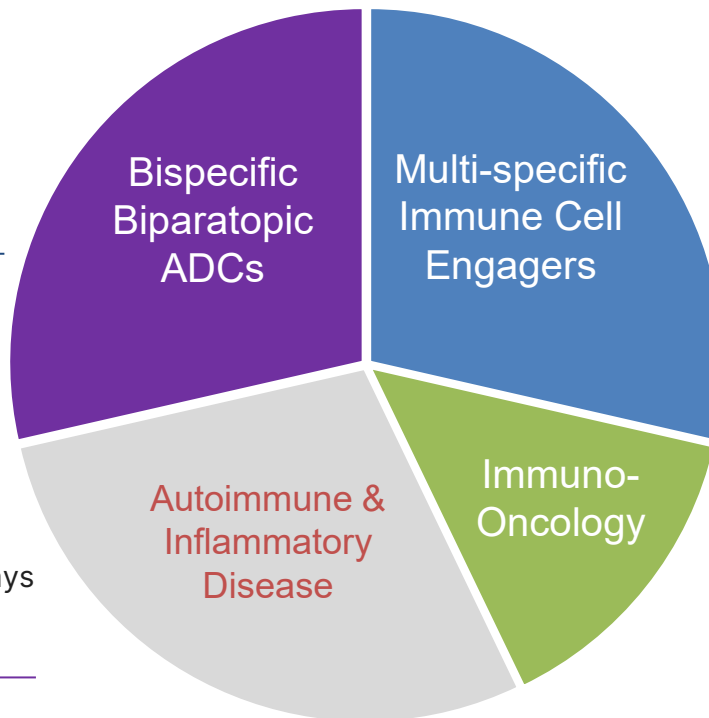 Bispecific
Biparatopic
ADCs
Multi-specific
Immune Cell
Engagers
Autoimmune &
Inflammatory
Disease
Immuno-
Oncology